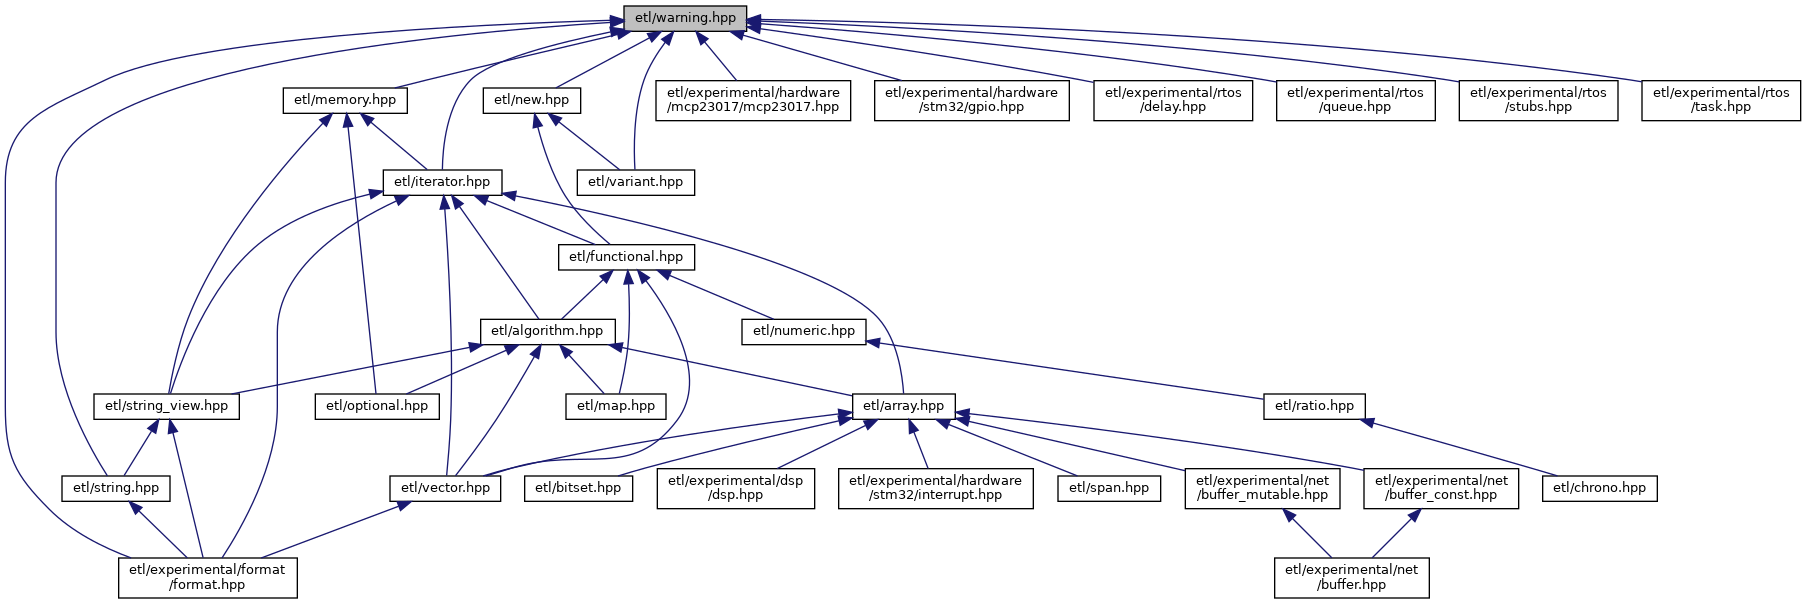 etl/warning.hpp
etl/memory.hpp
etl/new.hpp
etl/experimental/hardware
/mcp23017/mcp23017.hpp
etl/experimental/hardware
/stm32/gpio.hpp
etl/experimental/rtos
/delay.hpp
etl/experimental/rtos
/queue.hpp
etl/experimental/rtos
/stubs.hpp
etl/experimental/rtos
/task.hpp
etl/iterator.hpp
etl/variant.hpp
etl/functional.hpp
etl/algorithm.hpp
etl/numeric.hpp
etl/string_view.hpp
etl/optional.hpp
etl/map.hpp
etl/array.hpp
etl/ratio.hpp
etl/string.hpp
etl/vector.hpp
etl/bitset.hpp
etl/experimental/dsp
/dsp.hpp
etl/experimental/hardware
/stm32/interrupt.hpp
etl/span.hpp
etl/experimental/net
/buffer_mutable.hpp
etl/experimental/net
/buffer_const.hpp
etl/chrono.hpp
etl/experimental/format
/format.hpp
etl/experimental/net
/buffer.hpp